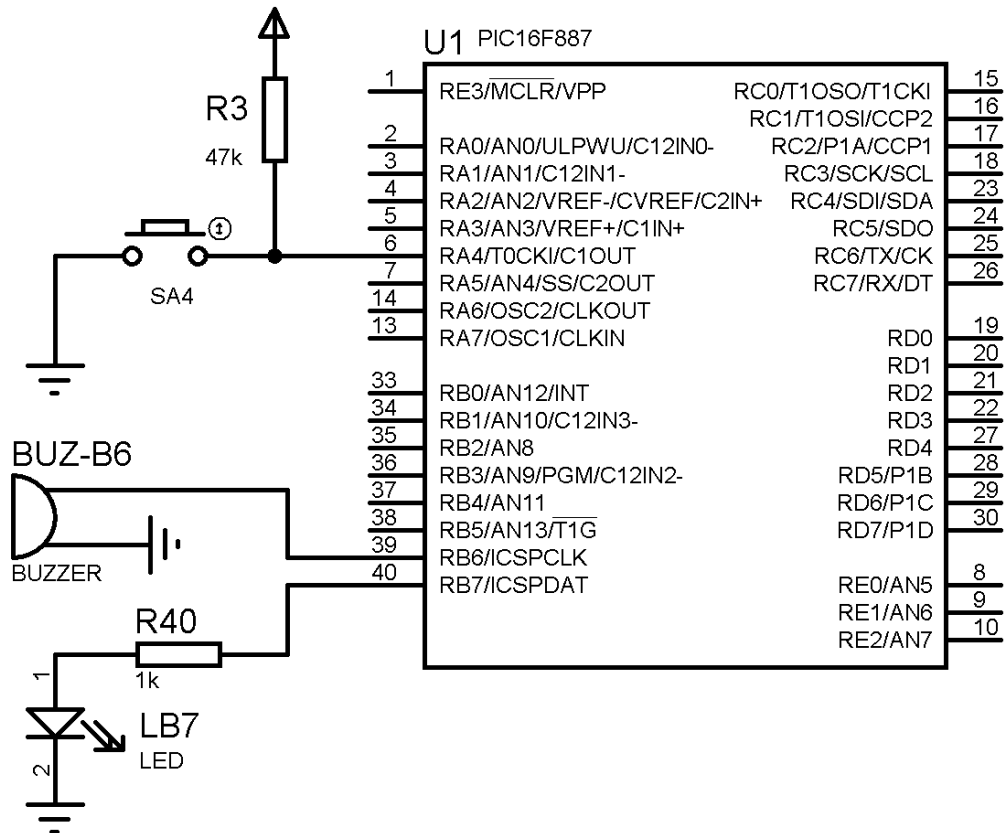 U1 PIC16F887
R3
47k
SA4
1 RE3/MCLR/VPP
2 RA0/AN0/ULPWU/C12IN0-
3 RA1/AN1/C12IN1-
4 RA2/AN2/VREF-/CVREF/C2IN+
5 RA3/AN3/VREF+/C1IN+
6 RA4/T0CKI/C1OUT
7 RA5/AN4/SS/C2OUT
14 RA6/OSC2/CLKOUT
13 RA7/OSC1/CLKIN
33 RB0/AN12/INT
34 RB1/AN10/C12IN3-
35 RB2/AN8
36 RB3/AN9/PGM/C12IN2-
37 RB4/AN11
38 RB5/AN13/T1G
39 RB6/ICSPCLK
40 RB7/ICSPDAT
RC0/T1OSO/T1CKI 15
RC1/T1OSI/CCP2 16
RC2/P1A/CCP1 17
RC3/SCK/SCL 18
RC4/SDI/SDA 23
RC5/SDO 24
RC6/TX/CK 25
RC7/RX/DT 26
RD0 19
RD1 20
RD2 21
RD3 22
RD4 27
RD5/P1B 28
RD6/P1C 29
RD7/P1D 30
RE0/AN5 8
RE1/AN6 9
RE2/AN7 10
BUZ-B6
BUZZER
R40
1k
1
LB7
LED
2